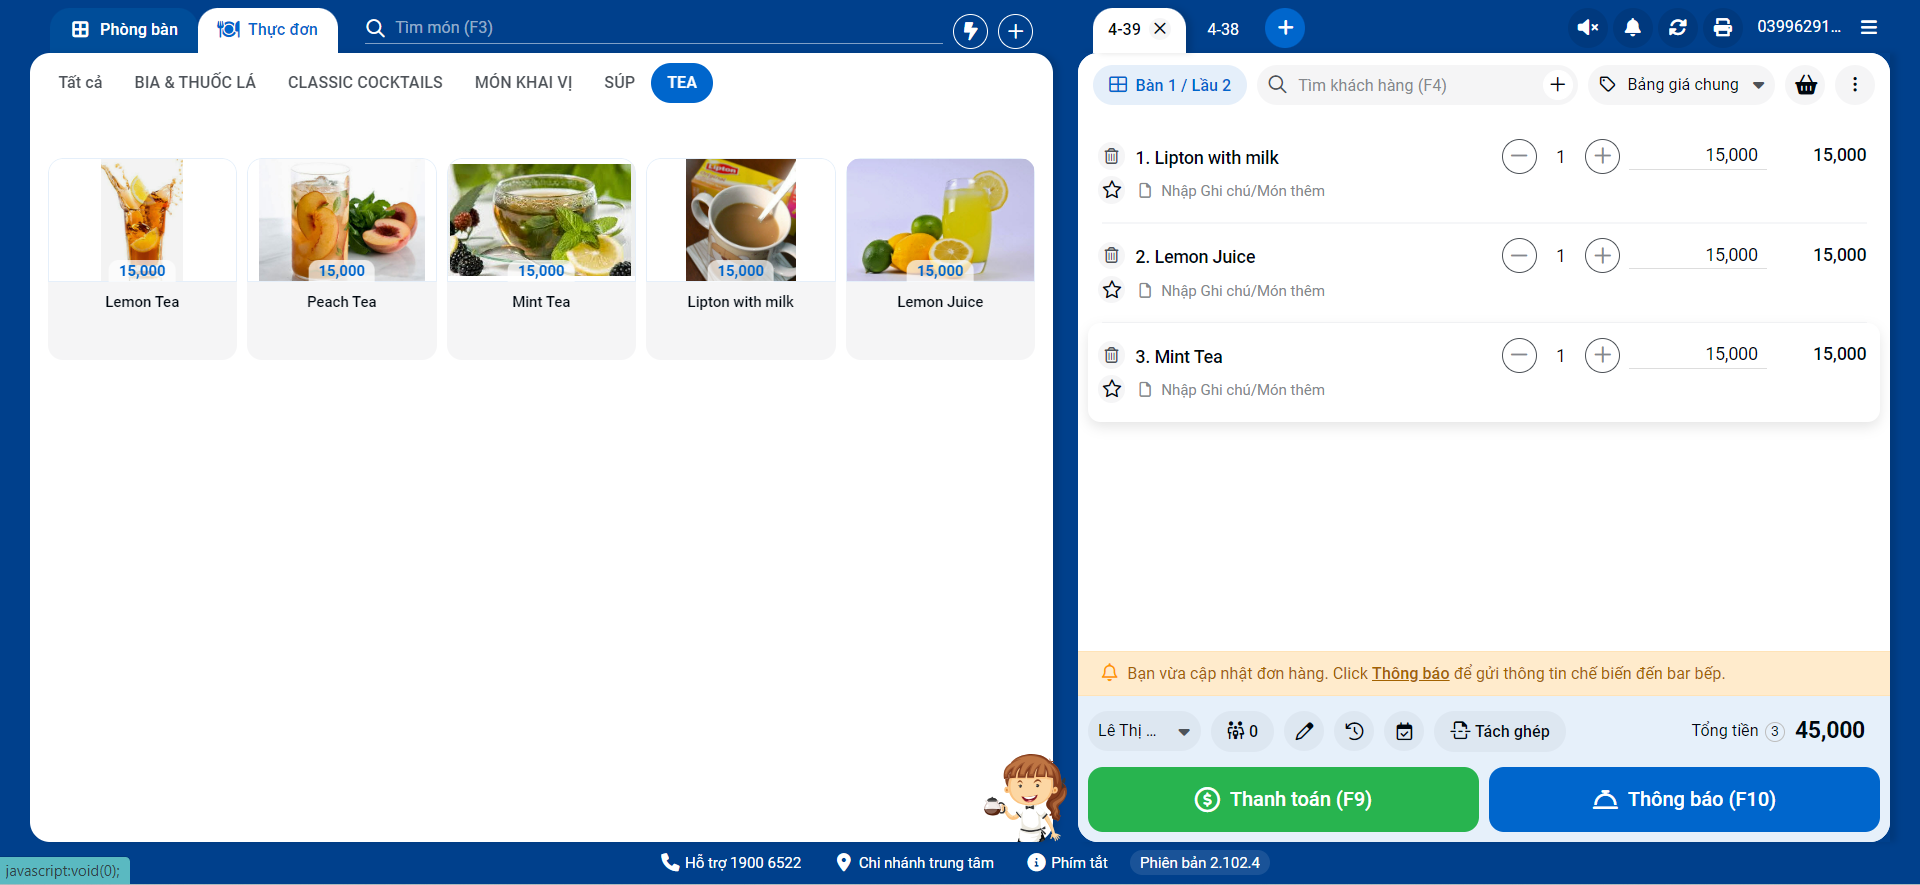 Phòng bàn
Thực đơn
Tìm món (F3)
Tất cả
BIA & THUỐC LÁ
CLASSIC COCKTAILS
MÓN KHAI VỊ
SÚP
TEA
15,000
Lemon Tea
15,000
Peach Tea
15,000
Mint Tea
Lipton
15,000
Lipton with milk
15,000
Lemon Juice
4-39
4-38
03996291...
Bàn 1 / Lầu 2
Tìm khách hàng (F4)
Bảng giá chung
1. Lipton with milk
1
15,000
15,000
Nhập Ghi chú/Món thêm
2. Lemon Juice
1
15,000
15,000
Nhập Ghi chú/Món thêm
3. Mint Tea
1
15,000
15,000
Nhập Ghi chú/Món thêm
Bạn vừa cập nhật đơn hàng. Click Thông báo để gửi thông tin chế biến đến bar bếp.
Lê Thị ...
0
Tách ghép
Tổng tiền 3 45,000
Thanh toán (F9)
Thông báo (F10)
Hỗ trợ 1900 6522
Chi nhánh trung tâm
Phím tắt
Phiên bản 2.102.4
javascript:void(0);